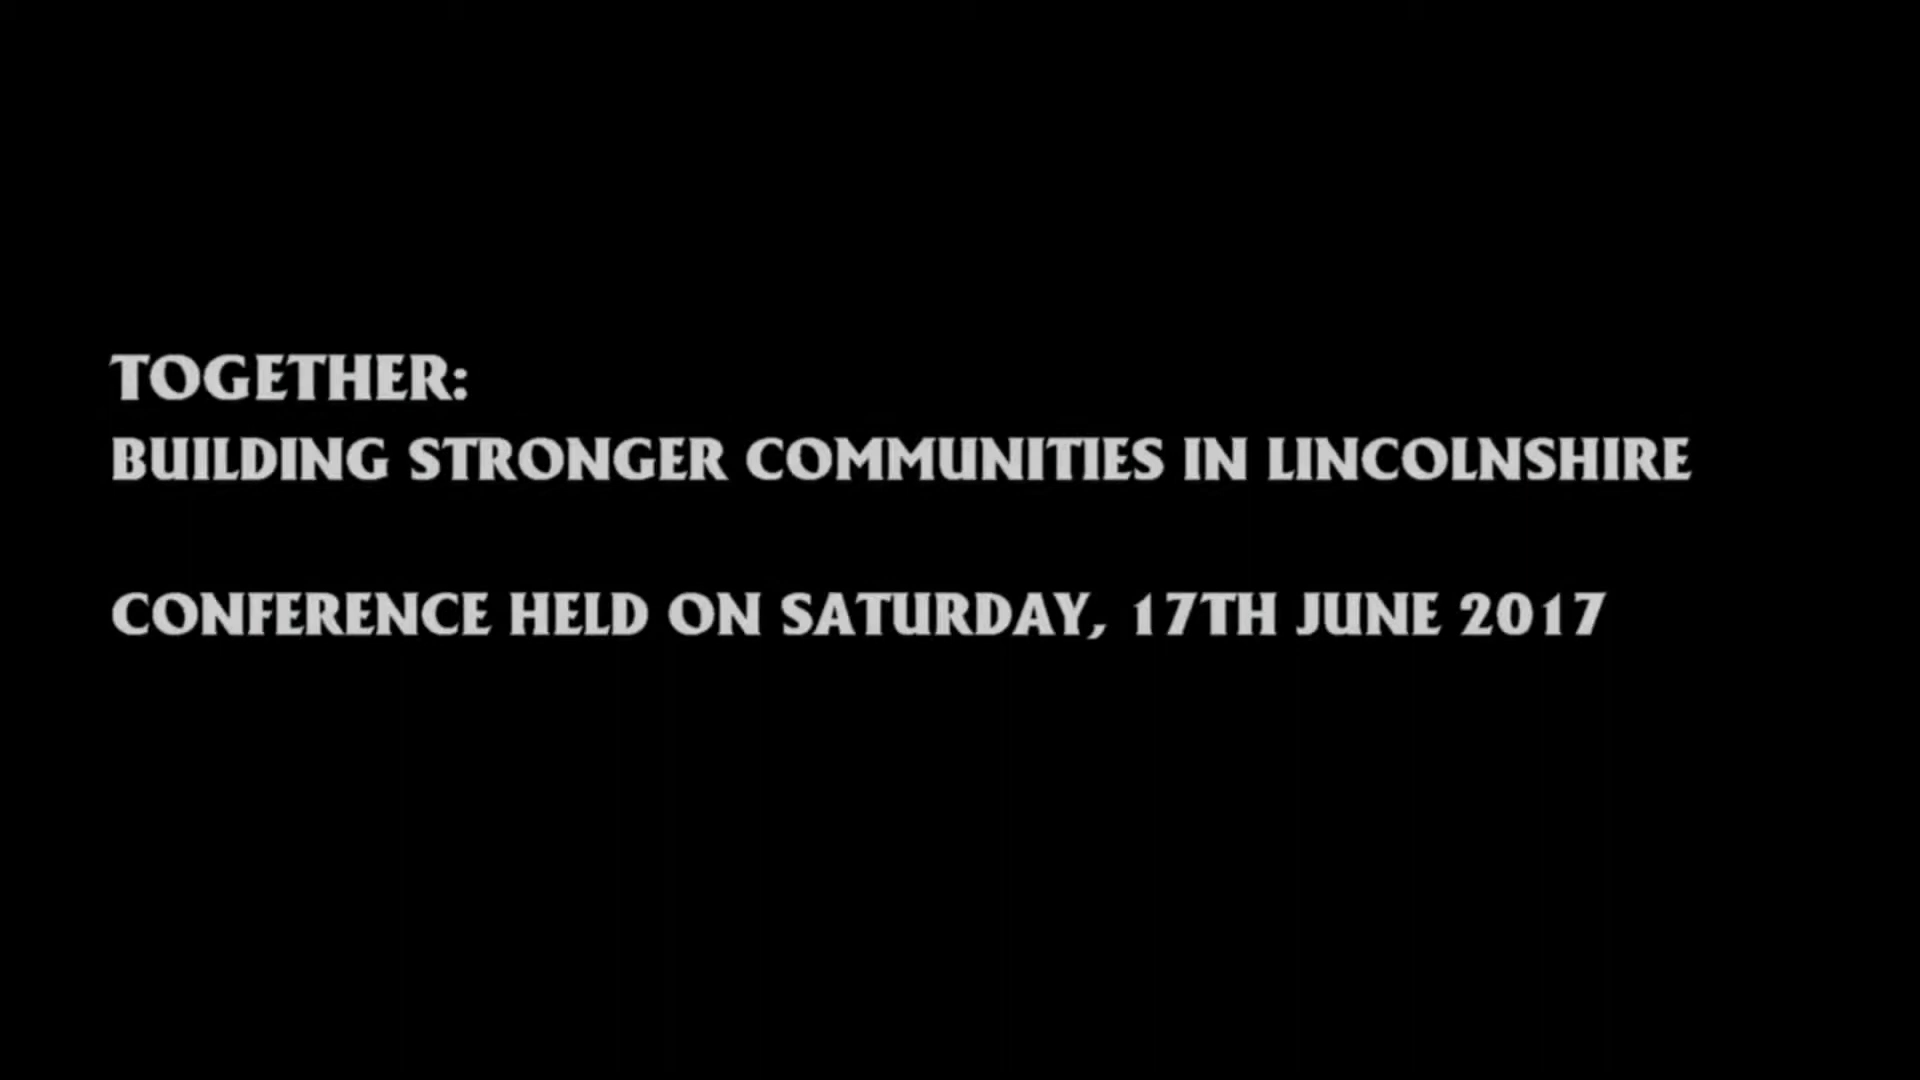 TOGETHER:
BUILDING STRONGER COMMUNITIES IN LINCOLNSHIRE
CONFERENCE HELD ON SATURDAY, 17TH JUNE 2017